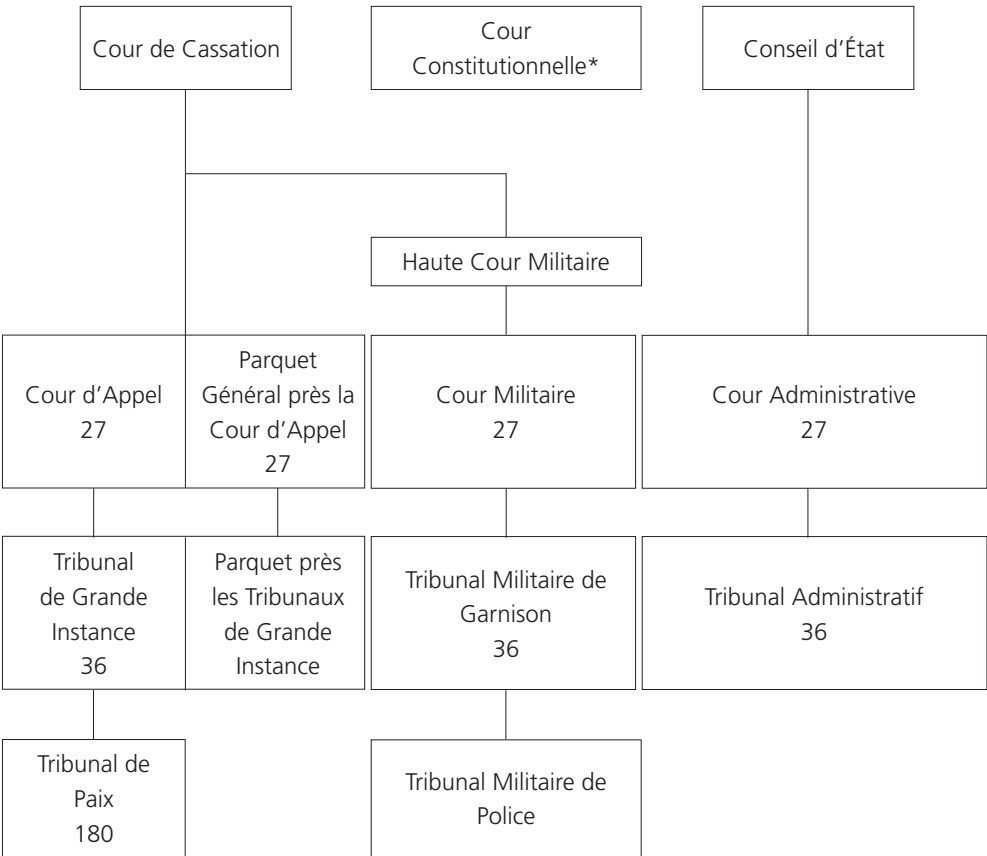 Cour de Cassation
Cour
Constitutionnelle*
Conseil d'État
Haute Cour Militaire
Cour d'Appel
27
Parquet
Général près la
Cour d'Appel
27
Cour Militaire
27
Cour Administrative
27
Tribunal
de Grande
Instance
36
Parquet près
les Tribunaux
de Grande
Instance
Tribunal Militaire de
Garnison
36
Tribunal Administratif
36
Tribunal de
Paix
180
Tribunal Militaire de
Police